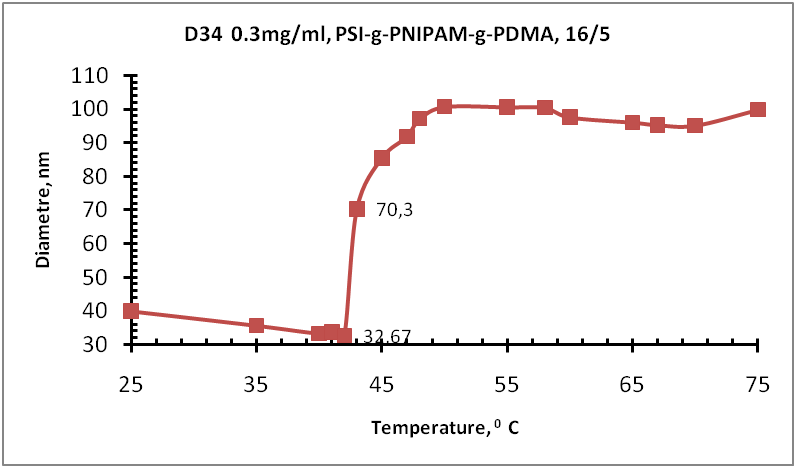 D34 0.3mg/ml, PSI-g-PNIPAM-g-PDMA, 16/5
110
100
90
80
70
60
50
40
30
Diametre, nm
70,3
32,67
25 35 45 55 65 75
Temperature, ⁰ C